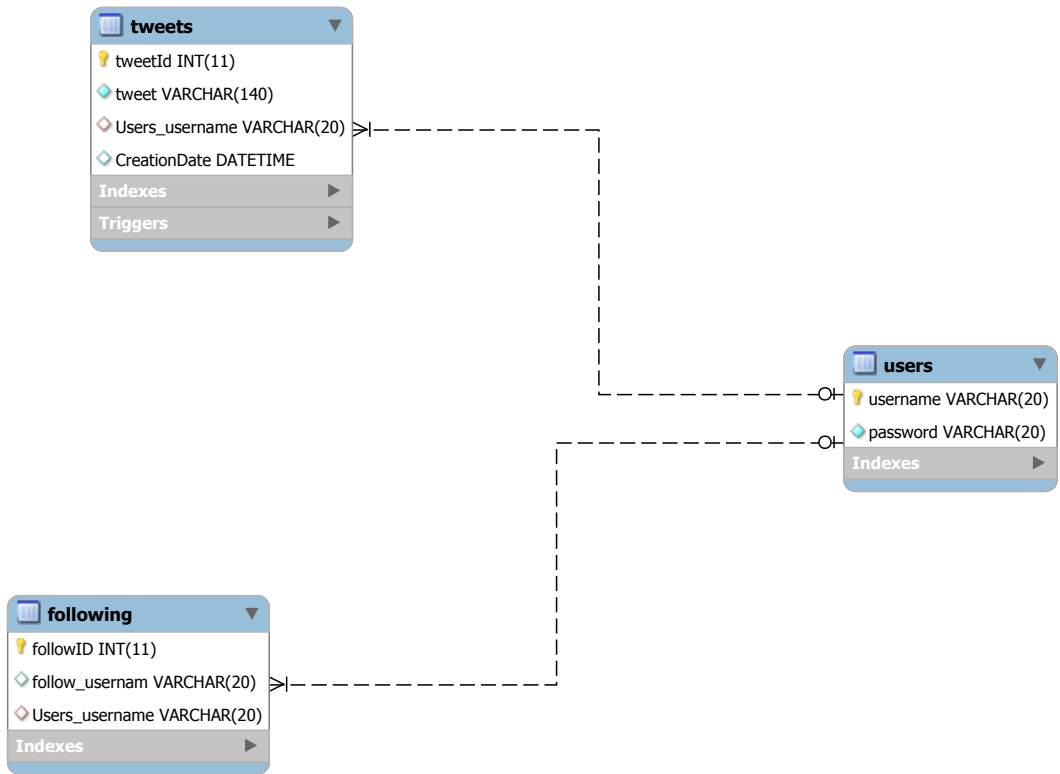 tweets
tweetId INT(11)
tweet VARCHAR(140)
Users_username VARCHAR(20)
CreationDate DATETIME
Indexes
Triggers
users
username VARCHAR(20)
password VARCHAR(20)
Indexes
following
followID INT(11)
follow_usernam VARCHAR(20)
Users_username VARCHAR(20)
Indexes